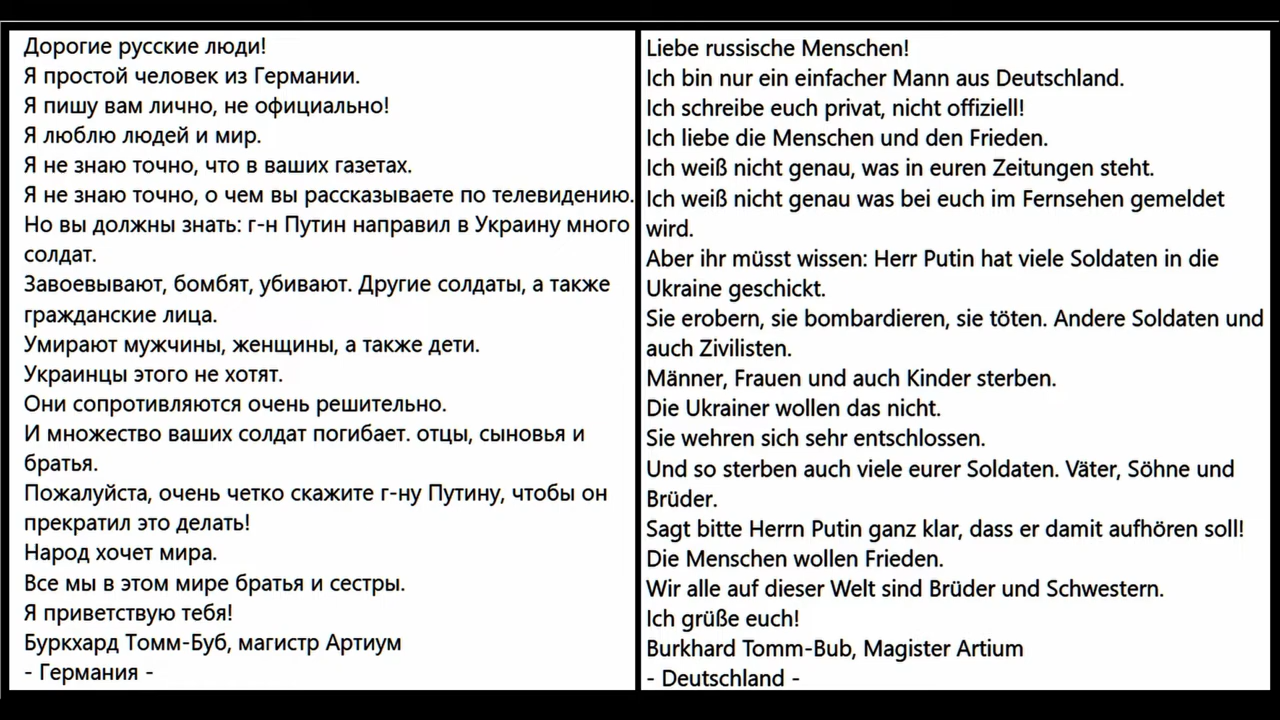 Дорогие русские люди!
Я простой человек из Германии.
Я пишу вам лично, не официально!
Я люблю людей и мир.
Я не знаю точно, что в ваших газетах.
Я не знаю точно, о чем вы рассказываете по телевидению.
Но вы должны знать: г-н Путин направил в Украину много
солдат.
Завоевывают, бомбят, убивают. Другие солдаты, а также
гражданские лица.
Умирают мужчины, женщины, а также дети.
Украинцы этого не хотят.
Они сопротивляются очень решительно.
И множество ваших солдат погибает. отцы, сыновья и
братья.
Пожалуйста, очень четко скажите г-ну Путину, чтобы он
прекратил это делать!
Народ хочет мира.
Все мы в этом мире братья и сестры.
Я приветствую тебя!
Буркхард Томм-Буб, магистр Артиум
- Германия -
Liebe russische Menschen!
Ich bin nur ein einfacher Mann aus Deutschland.
Ich schreibe euch privat, nicht offiziell!
Ich liebe die Menschen und den Frieden.
Ich weiß nicht genau, was in euren Zeitungen steht.
Ich weiß nicht genau was bei euch im Fernsehen gemeldet
wird.
Aber ihr müsst wissen: Herr Putin hat viele Soldaten in die
Ukraine geschickt.
Sie erobern, sie bombardieren, sie töten. Andere Soldaten und
auch Zivilisten.
Männer, Frauen und auch Kinder sterben.
Die Ukrainer wollen das nicht.
Sie wehren sich sehr entschlossen.
Und so sterben auch viele eurer Soldaten. Väter, Söhne und
Brüder.
Sagt bitte Herrn Putin ganz klar, dass er damit aufhören soll!
Die Menschen wollen Frieden.
Wir alle auf dieser Welt sind Brüder und Schwestern.
Ich grüße euch!
Burkhard Tomm-Bub, Magister Artium
- Deutschland -